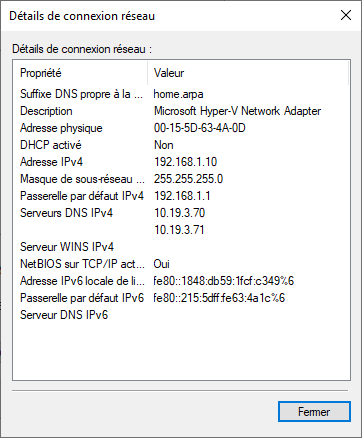 Détails de connexion réseau
Détails de connexion réseau :
Propriété Valeur
Suffixe DNS propre à la ... home.arpa
Description Microsoft Hyper-V Network Adapter
Adresse physique 00-15-5D-63-4A-0D
DHCP activé Non
Adresse IPv4 192.168.1.10
Masque de sous-réseau ... 255.255.255.0
Passerelle par défaut IPv4 192.168.1.1
Serveurs DNS IPv4 10.19.3.70
10.19.3.71
Serveur WINS IPv4
NetBIOS sur TCP/IP act... Oui
Adresse IPv6 locale de li... fe80::1848:db59:1fcf:c349%6
Passerelle par défaut IPv6 fe80::215:5dff:fe63:4a1c%6
Serveur DNS IPv6
Fermer